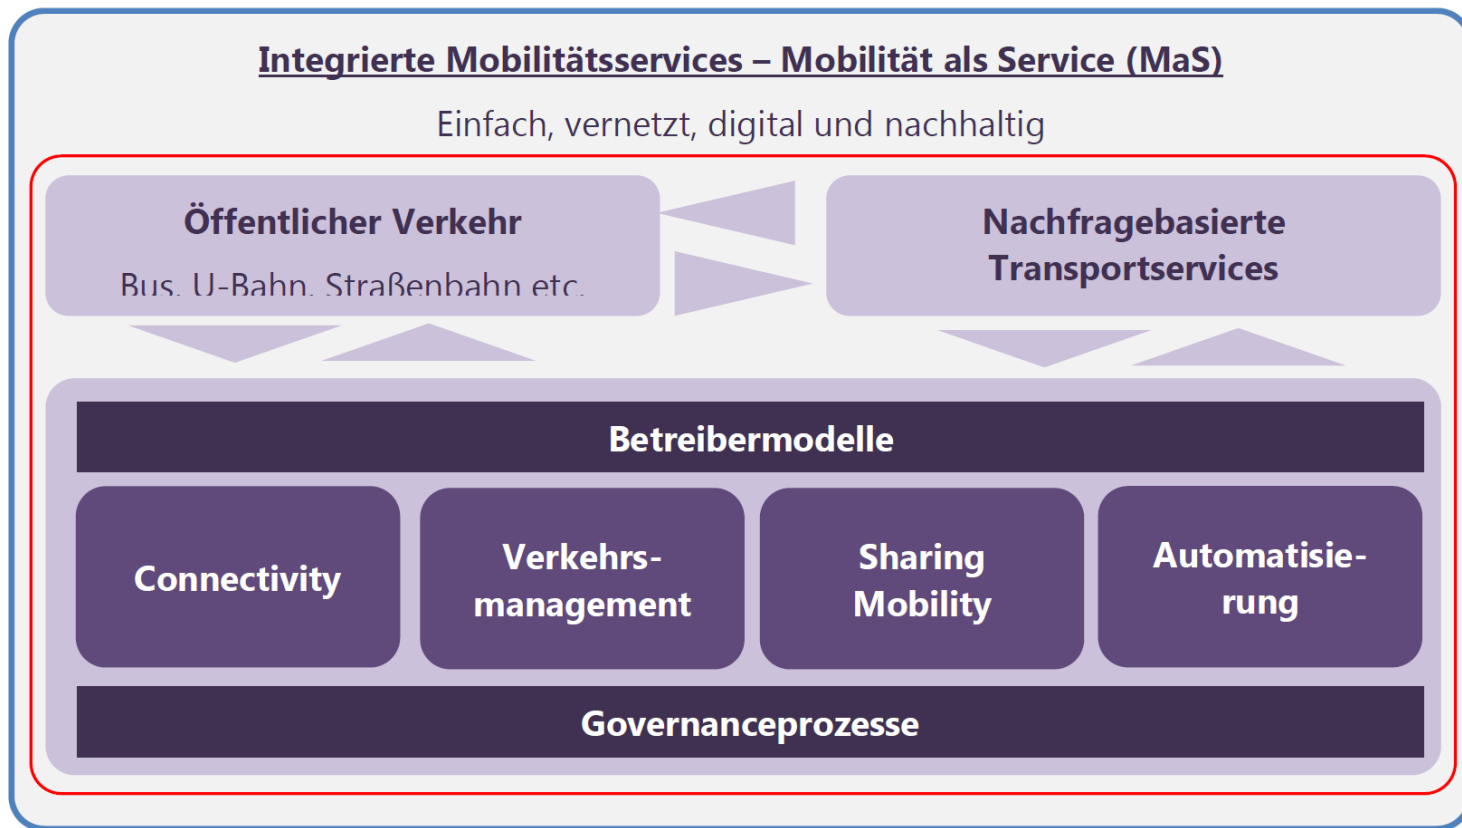 Integrierte Mobilitätsservices – Mobilität als Service (MaS)
Einfach, vernetzt, digital und nachhaltig
Öffentlicher Verkehr
Bus, U-Bahn, Straßenbahn etc.
Nachfragebasierte
Transportservices
Betreibermodelle
Connectivity
Verkehrs-
management
Sharing
Mobility
Automatisie-
rung
Governanceprozesse